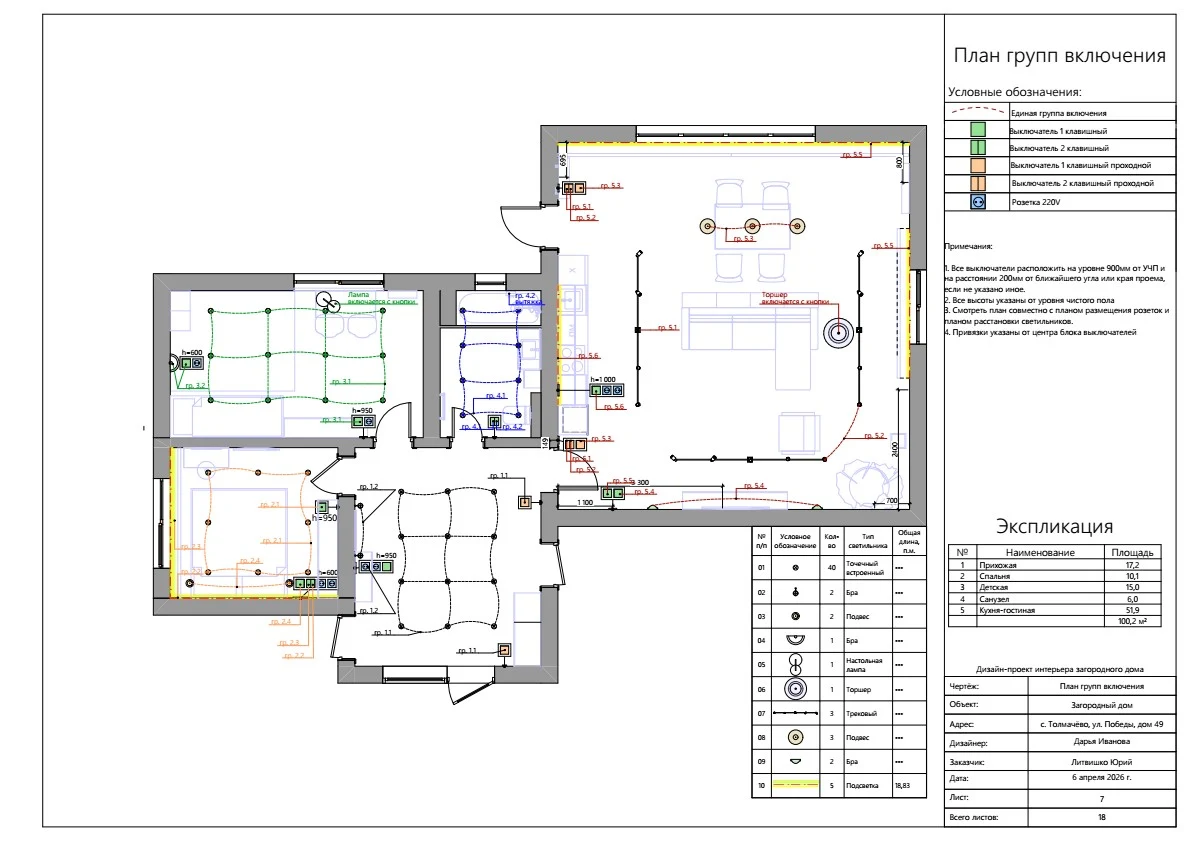 План групп включения
Условные обозначения:
Единая группа включения
Выключатель 1 клавишный
Выключатель 2 клавишный
Выключатель 1 клавишный проходной
Выключатель 2 клавишный проходной
Розетка 220V
Примечания:
1. Все выключатели расположить на уровне 900мм от УЧП и
на расстоянии 200мм от ближайшего угла или края проема,
если не указано иное.
2. Все высоты указаны от уровня чистого пола
3. Смотреть план совместно с планом размещения розеток и
планом расстановки светильников.
4. Привязки указаны от центра блока выключателей
гр. 5.5
695
800
гр. 5.3
гр. 5.1
гр. 5.2
гр. 5.3
гр. 5.5
Лампа
включается с кнопки
гр. 4.2
вытяжка
Торшер
включается с кнопки
гр. 5.1
h=600
гр. 5.6
гр. 3.2
гр. 3.1
h=1000
гр. 4.1
гр. 5.6
h=950
гр. 3.1
гр. 4.2
гр. 5.3
149
гр. 5.2
гр. 5.1
гр. 5.2
2400
гр. 1.1
гр. 1.2
гр. 5.5
3 300
гр. 5.4
гр. 5.4
1 100
700
гр. 2.1
h=950
гр. 2.1
гр. 2.3
гр. 2.4
h=950
h=600
гр. 1.2
гр. 1.1
гр. 1.1
гр. 2.4
гр. 2.3
гр. 2.2
№ п/п Условное обозначение Кол-во Тип светильника Общая длина, п.м.
01 40 Точечный встроенный ---
02 2 Бра ---
03 2 Подвес ---
04 1 Бра ---
05 1 Настольная лампа ---
06 1 Торшер ---
07 3 Трековый ---
08 3 Подвес ---
09 2 Бра ---
10 5 Подсветка 18,83
Экспликация
№ Наименование Площадь
1 Прихожая 17,2
2 Спальня 10,1
3 Детская 15,0
4 Санузел 6,0
5 Кухня-гостиная 51,9
100,2 м²
Дизайн-проект интерьера загородного дома
Чертёж: План групп включения
Объект: Загородный дом
Адрес: с. Толмачёво, ул. Победы, дом 49
Дизайнер: Дарья Иванова
Заказчик: Литвишко Юрий
Дата: 6 апреля 2026 г.
Лист: 7
Всего листов: 18